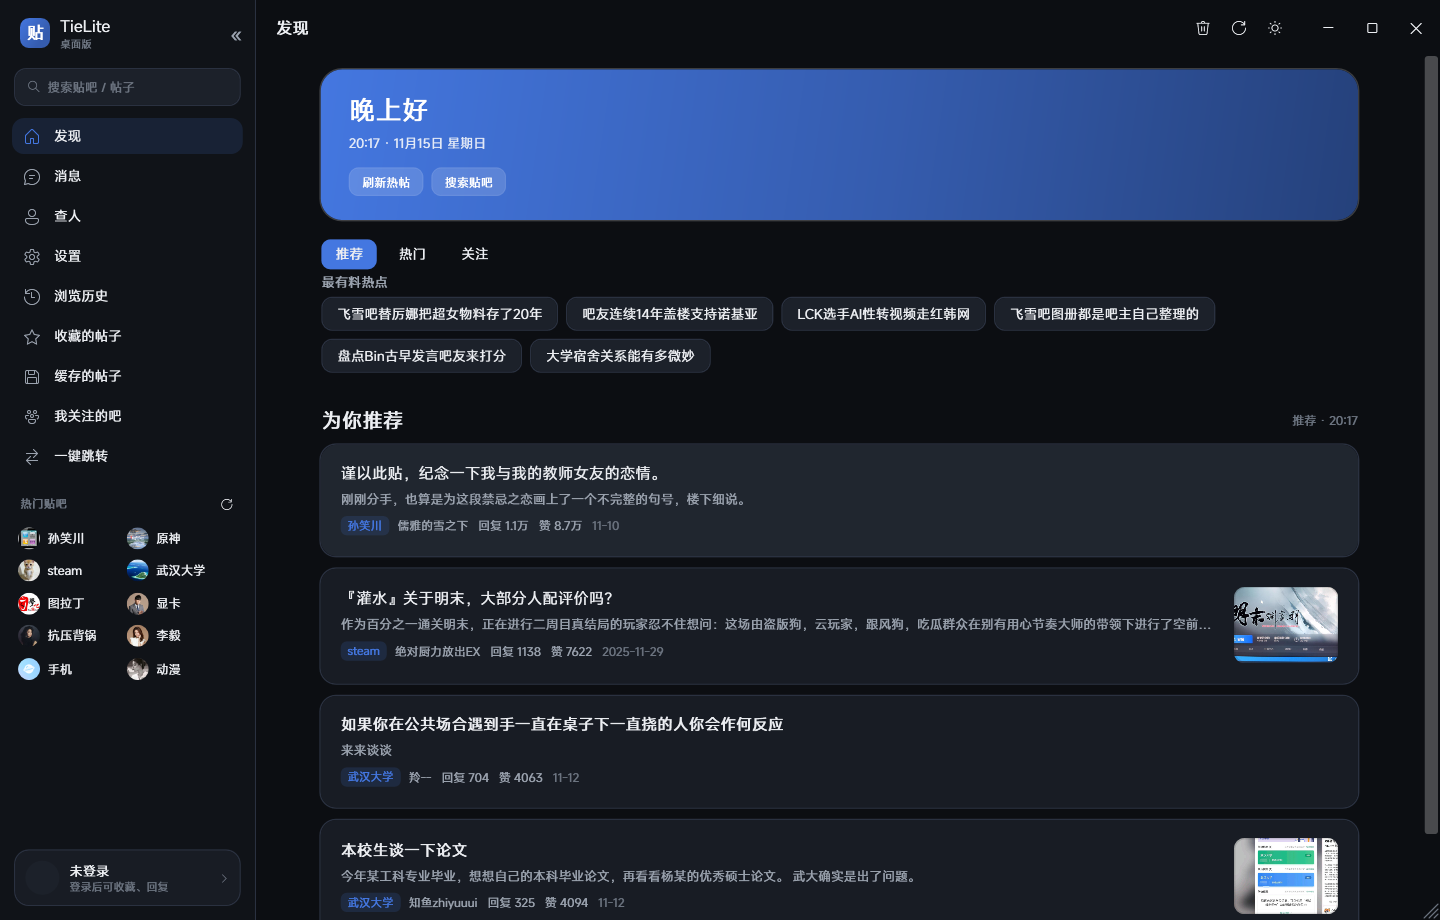 贴
TieLite
桌面版
搜索贴吧 / 帖子
发现
消息
查人
设置
浏览历史
收藏的帖子
缓存的帖子
我关注的吧
一键跳转
热门贴吧
孙笑川
原神
steam
武汉大学
图拉丁
显卡
抗压背锅
李毅
手机
动漫
未登录
登录后可收藏、回复
发现
晚上好
20:17 · 11月15日 星期日
刷新热帖
搜索贴吧
推荐
热门
关注
最有料热点
飞雪吧替厉娜把超女物料存了20年
吧友连续14年盖楼支持诺基亚
LCK选手AI性转视频走红韩网
飞雪吧图册都是吧主自己整理的
盘点Bin古早发言吧友来打分
大学宿舍关系能有多微妙
为你推荐
推荐 · 20:17
谨以此贴，纪念一下我与我的教师女友的恋情。
刚刚分手，也算是为这段禁忌之恋画上了一个不完整的句号，楼下细说。
孙笑川 儒雅的雪之下 回复 1.1万 赞 8.7万 11-10
『灌水』关于明末，大部分人配评价吗？
作为百分之一通关明末，正在进行二周目真结局的玩家忍不住想问：这场由盗版狗，云玩家，跟风狗，吃瓜群众在别有用心节奏大师的带领下进行了空前...
steam 绝对厨力放出EX 回复 1138 赞 7622 2025-11-29
如果你在公共场合遇到手一直在桌子下一直挠的人你会作何反应
来来谈谈
武汉大学 羚一 回复 704 赞 4063 11-12
本校生谈一下论文
今年某工科专业毕业，想想自己的本科毕业论文，再看看杨某的优秀硕士论文。 武大确实是出了问题。
武汉大学 知鱼zhiyuuui 回复 325 赞 4094 11-12